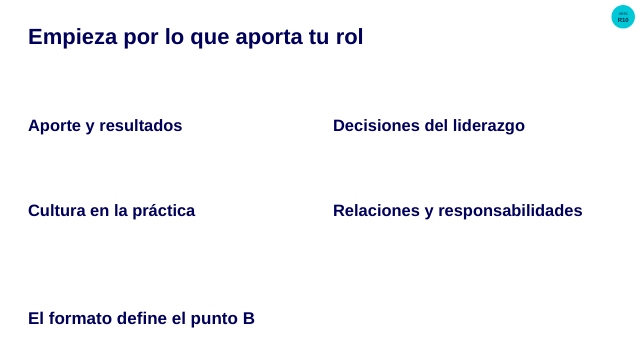 Empieza por lo que aporta tu rol
R10
Aporte y resultados
Decisiones del liderazgo
Cultura en la práctica
Relaciones y responsabilidades
El formato define el punto B